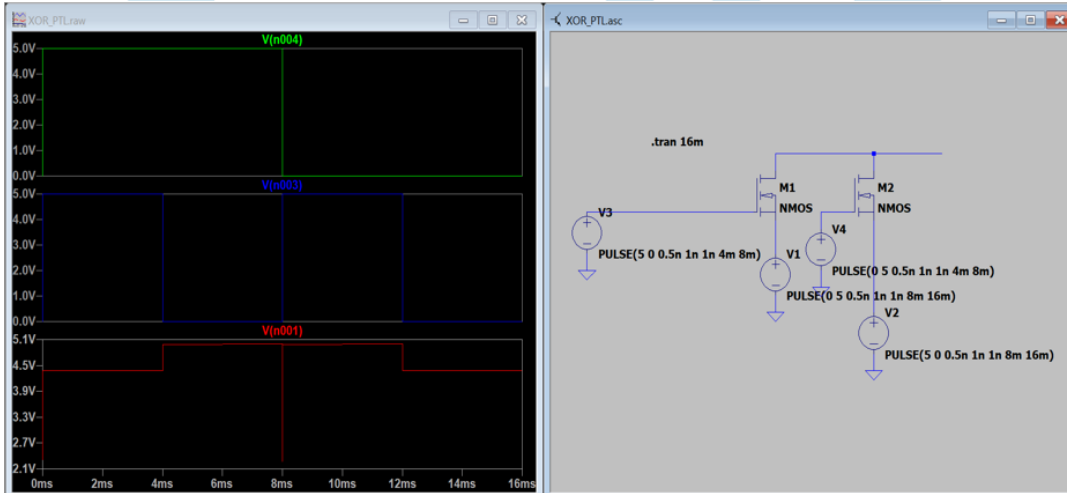 XOR_PTL.raw
V(n004)
5.0V
4.0V
3.0V
2.0V
1.0V
0.0V
V(n003)
5.0V
4.0V
3.0V
2.0V
1.0V
0.0V
V(n001)
5.1V
4.5V
3.9V
3.3V
2.7V
2.1V
0ms 2ms 4ms 6ms 8ms 10ms 12ms 14ms 16ms
XOR_PTL.asc
.tran 16m
M1
NMOS
M2
NMOS
V3
PULSE(5 0 0.5n 1n 1n 4m 8m)
V4
PULSE(0 5 0.5n 1n 1n 4m 8m)
V1
PULSE(0 5 0.5n 1n 1n 8m 16m)
V2
PULSE(5 0 0.5n 1n 1n 8m 16m)